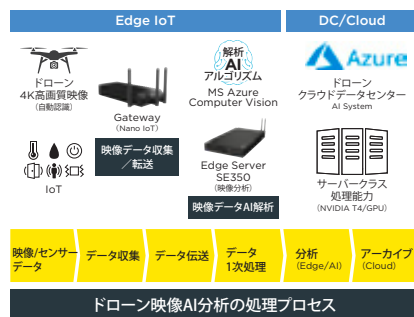 Edge IoT
DC/Cloud
ドローン
4K高画質映像
(自動認識)
IoT
Gateway
(Nano IoT)
映像データ収集
／転送
解析
AI
アルゴリズム
MS Azure
Computer Vision
Edge Server
SE350
(映像分析)
映像データAI解析
Azure
ドローン
クラウドデータセンター
AI System
サーバークラス
処理能力
(NVIDIA T4/GPU)
映像/センサー
データ
データ収集
データ伝送
データ
1次処理
分析
(Edge/AI)
アーカイブ
(Cloud)
ドローン映像AI分析の処理プロセス